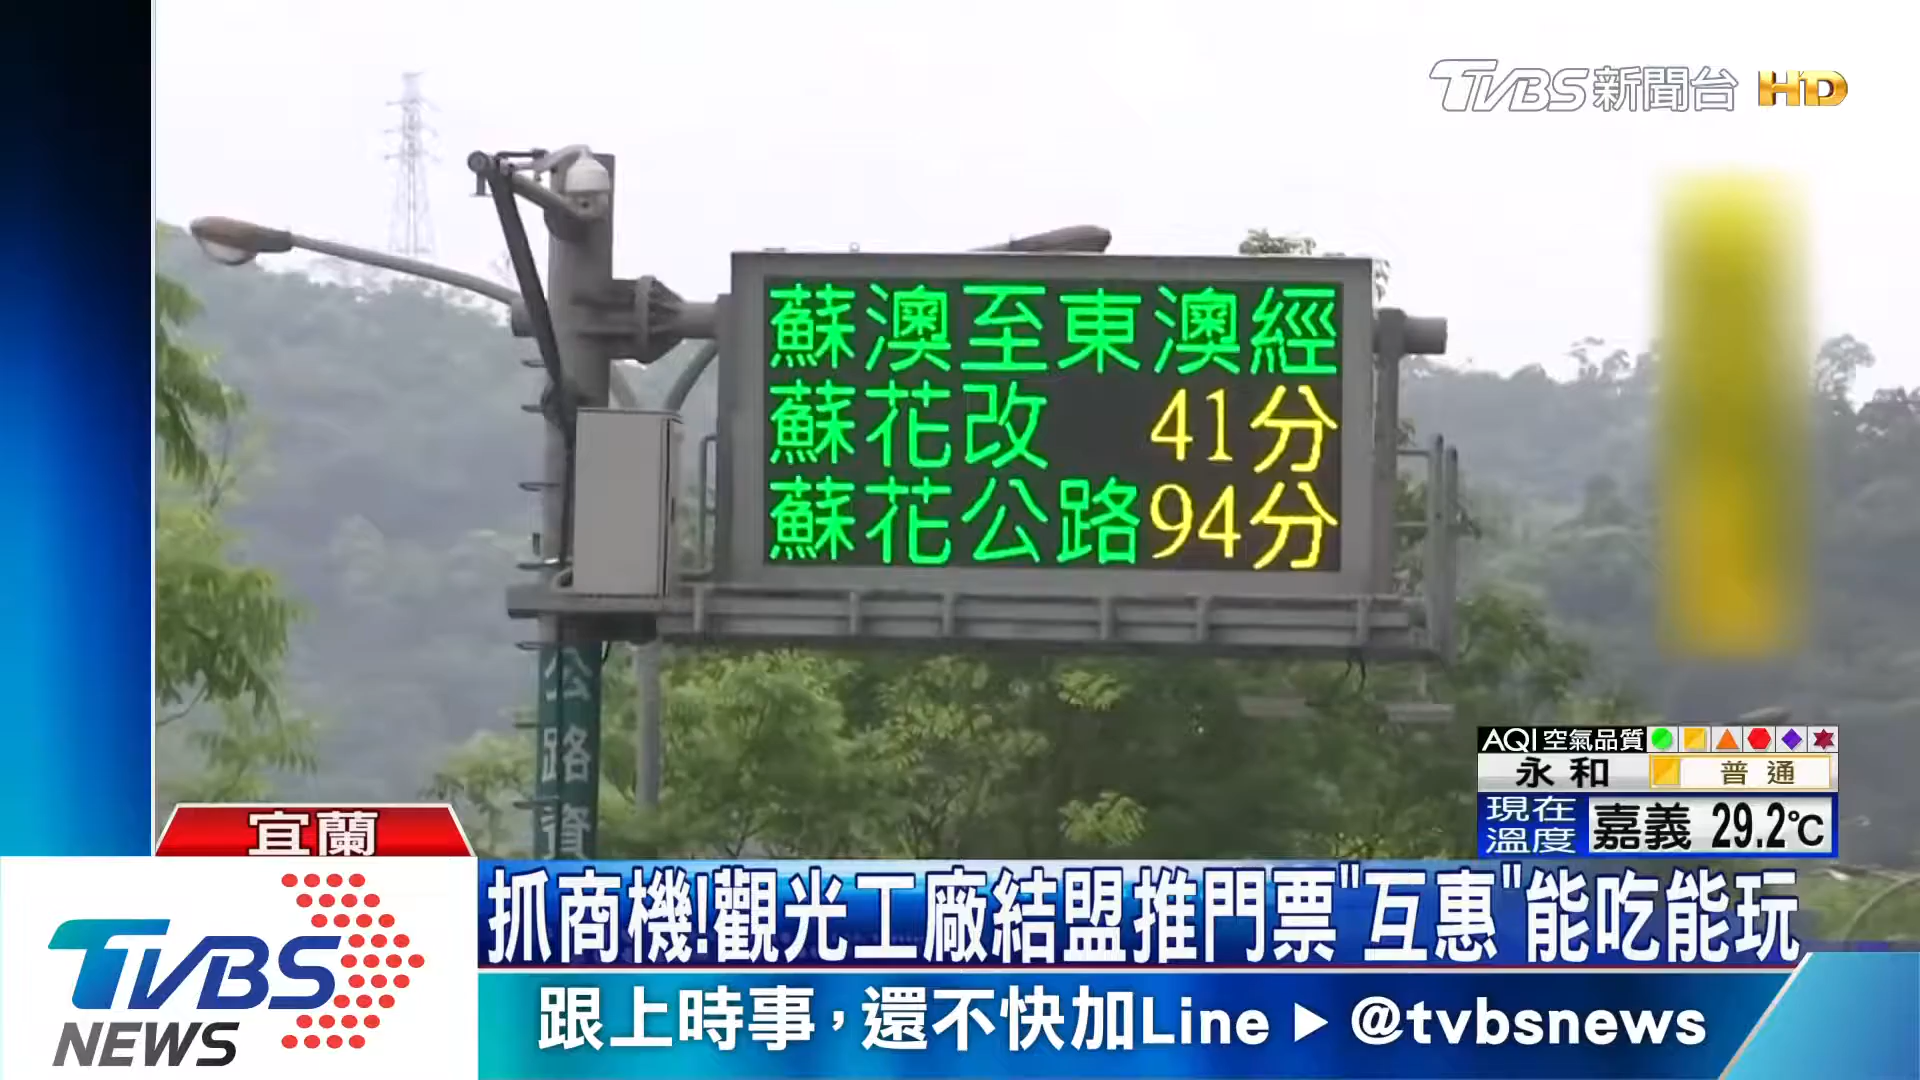 TVBS新聞台 HD
蘇澳至東澳經
蘇花改 41分
蘇花公路94分
公路資
AQI 空氣品質
永和 普通
現在溫度 嘉義 29.2℃
宜蘭
抓商機!觀光工廠結盟推門票"互惠"能吃能玩
TVBS NEWS
跟上時事,還不快加Line ▶ @tvbsnews